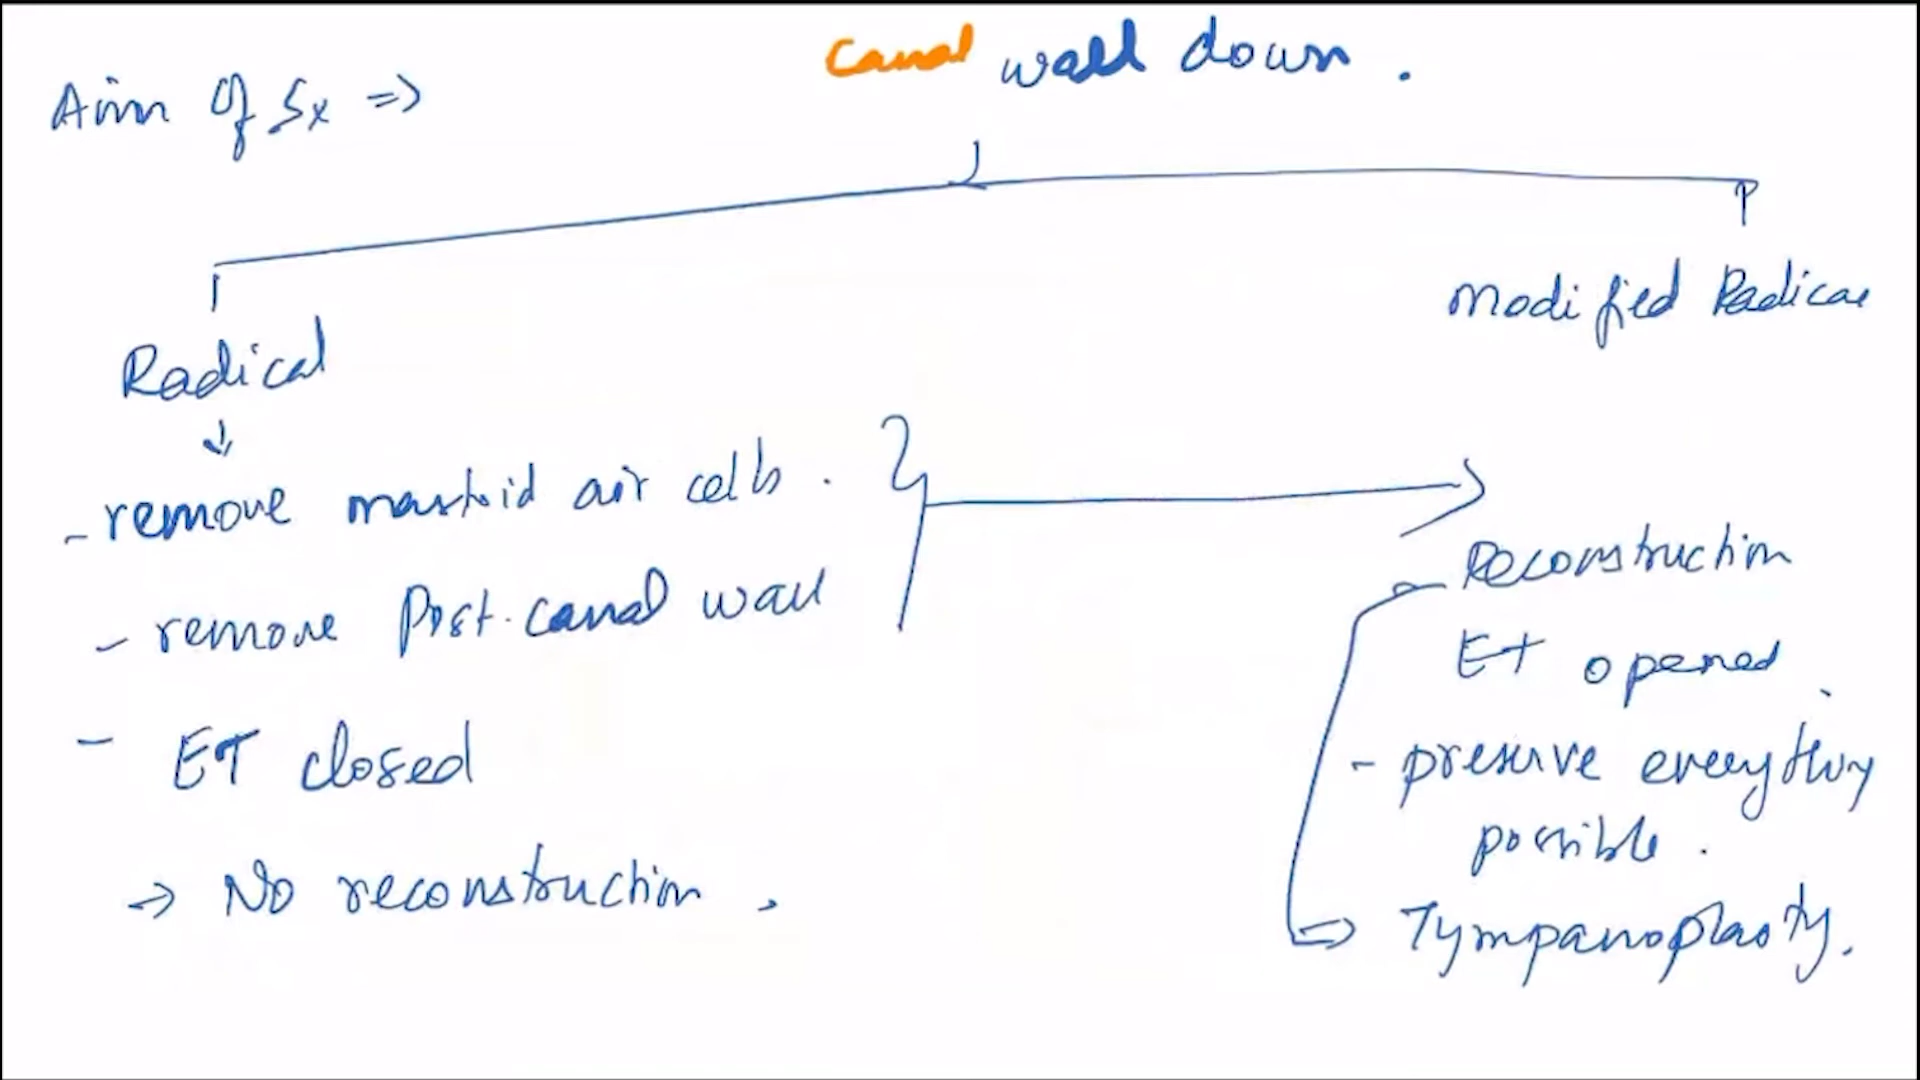 Canal wall down.
Aim Of Sx =>
Modified Radical
Radical
- remove mastoid air cells.
- remove Post. canal wall
- ET closed
→ No reconstruction.
Reconstruction
ET opened.
- preserve everything
possible.
=> Tympanoplasty.